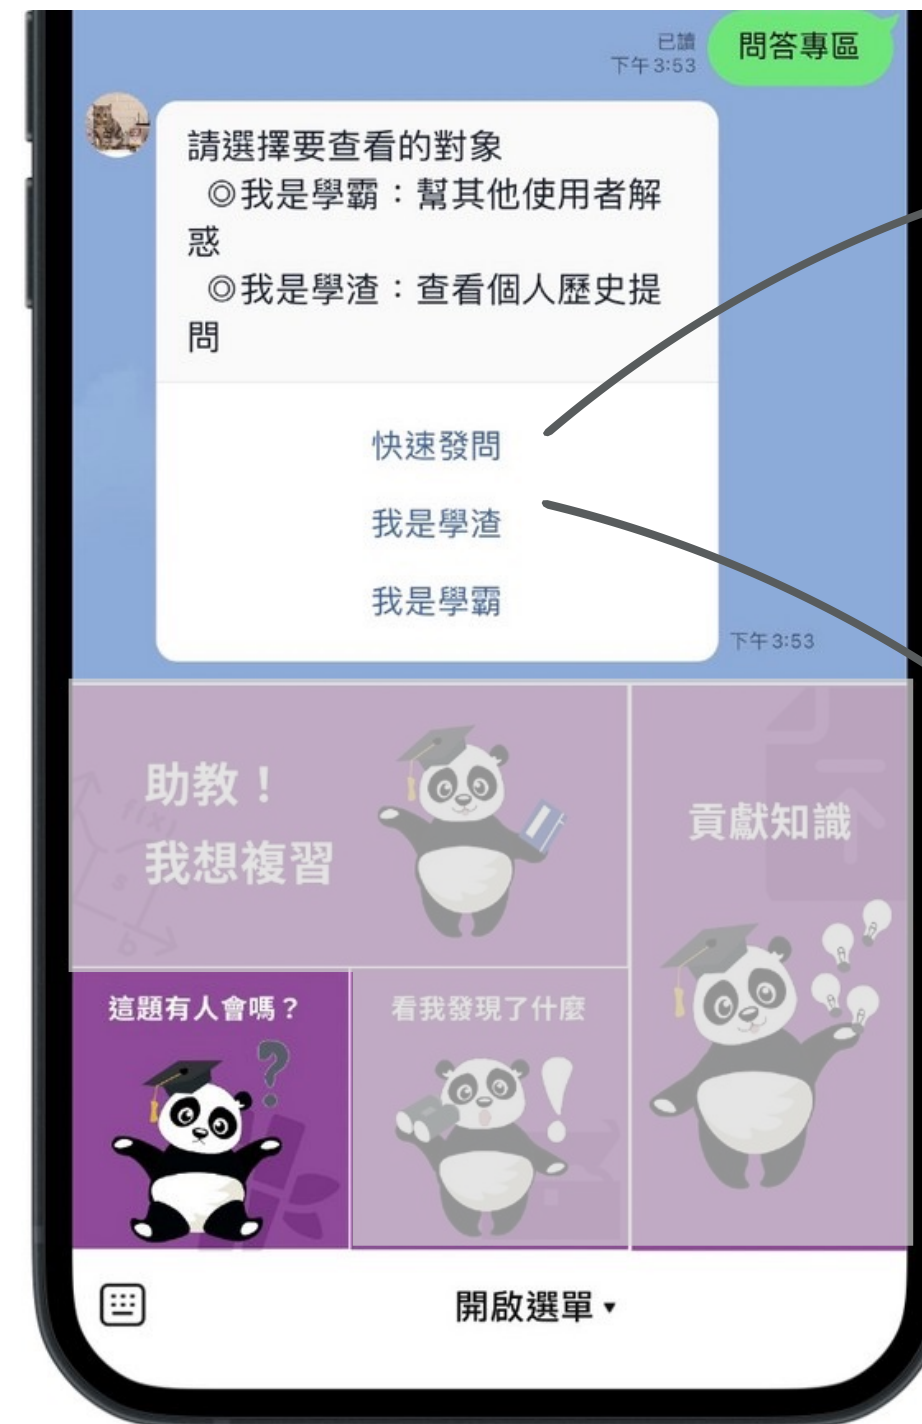 已讀
下午3:53
問答專區
請選擇要查看的對象
◎我是學霸：幫其他使用者解
惑
◎我是學渣：查看個人歷史提
問
快速發問
我是學渣
我是學霸
下午3:53
助教！
我想複習
貢獻知識
這題有人會嗎？
看我發現了什麼
開啟選單▾